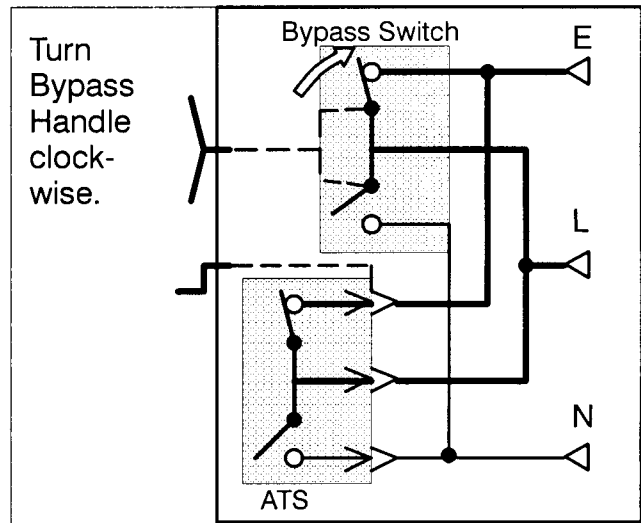 Turn
Bypass
Handle
clock-
wise.
Bypass Switch
E
L
N
ATS